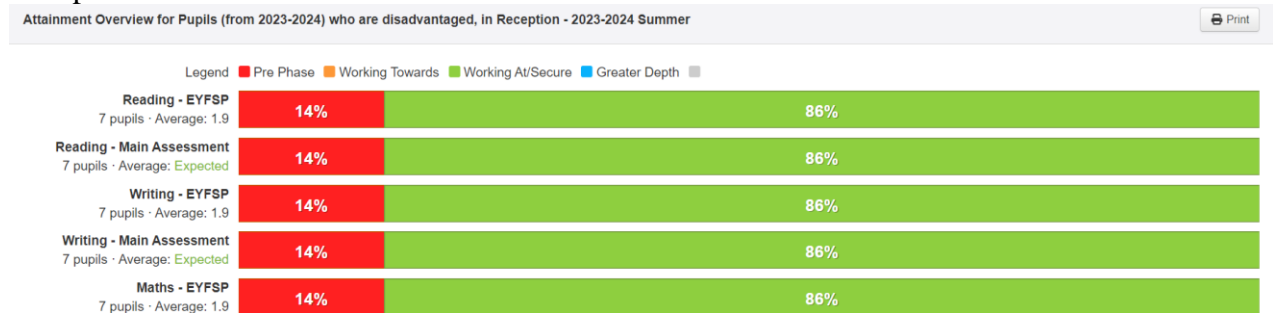 Attainment Overview for Pupils (from 2023-2024) who are disadvantaged, in Reception - 2023-2024 Summer
Print
Legend Pre Phase Working Towards Working At/Secure Greater Depth
Reading - EYFSP
7 pupils · Average: 1.9
14% 86%
Reading - Main Assessment
7 pupils · Average: Expected
14% 86%
Writing - EYFSP
7 pupils · Average: 1.9
14% 86%
Writing - Main Assessment
7 pupils · Average: Expected
14% 86%
Maths - EYFSP
7 pupils · Average: 1.9
14% 86%